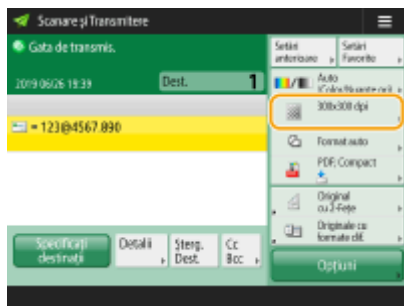 Scanare și Transmitere
Gata de transmis.
2019 06/26 19:39
Dest. 1
= 123@4567.890
Specificați
destinații
Detalii
Șterg.
Dest.
Cc
Bcc
Setări
anterioare
Setări
Favorite
Auto
300x300 dpi
Format auto
PDF; Compact
Original
cu 2-Fețe
Originale cu
formate dif.
Opțiuni